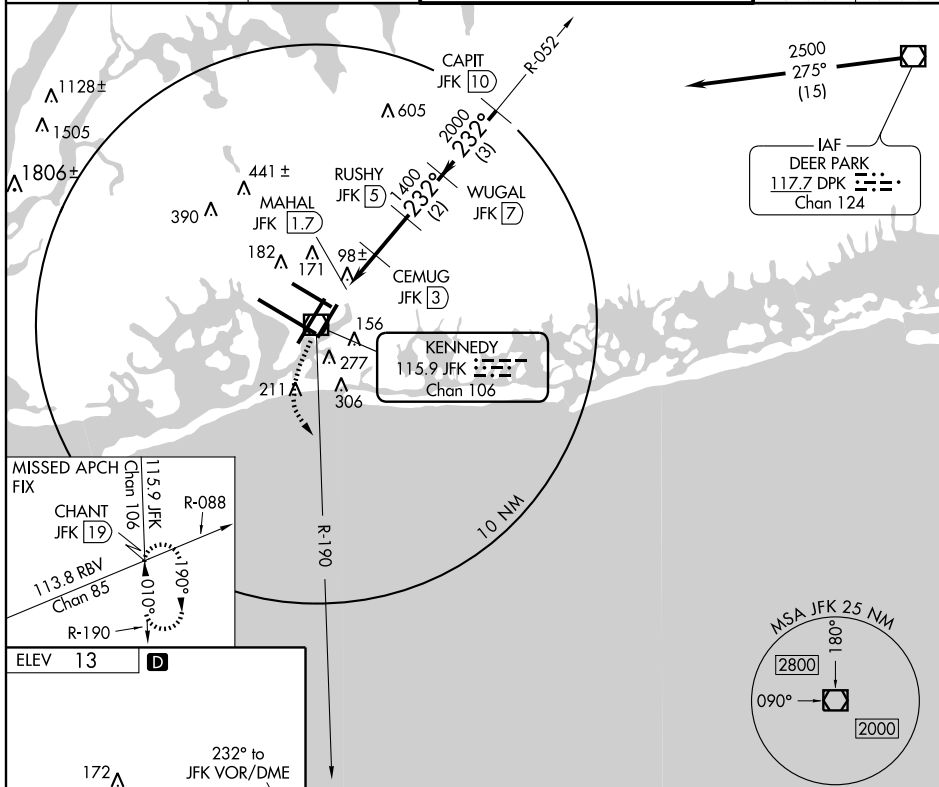 CAPIT
JFK 10
R-052
2500
275°
(15)
1128±
1505
1806±
605
2000
232°
(3)
IAF
DEER PARK
117.7 DPK
Chan 124
441±
390
MAHAL
JFK 1.7
RUSHY
JFK 5
1400
232°
(2)
WUGAL
JFK 7
182
171
98±
CEMUG
JFK 3
156
277
211
306
KENNEDY
115.9 JFK
Chan 106
R-190
10 NM
MISSED APCH
FIX
CHANT
JFK 19
115.9 JFK
Chan 106
R-088
113.8 RBV
Chan 85
190°
010°
R-190
MSA JFK 25 NM
180°
2800
090°
2000
ELEV 13
D
172
232° to
JFK VOR/DME